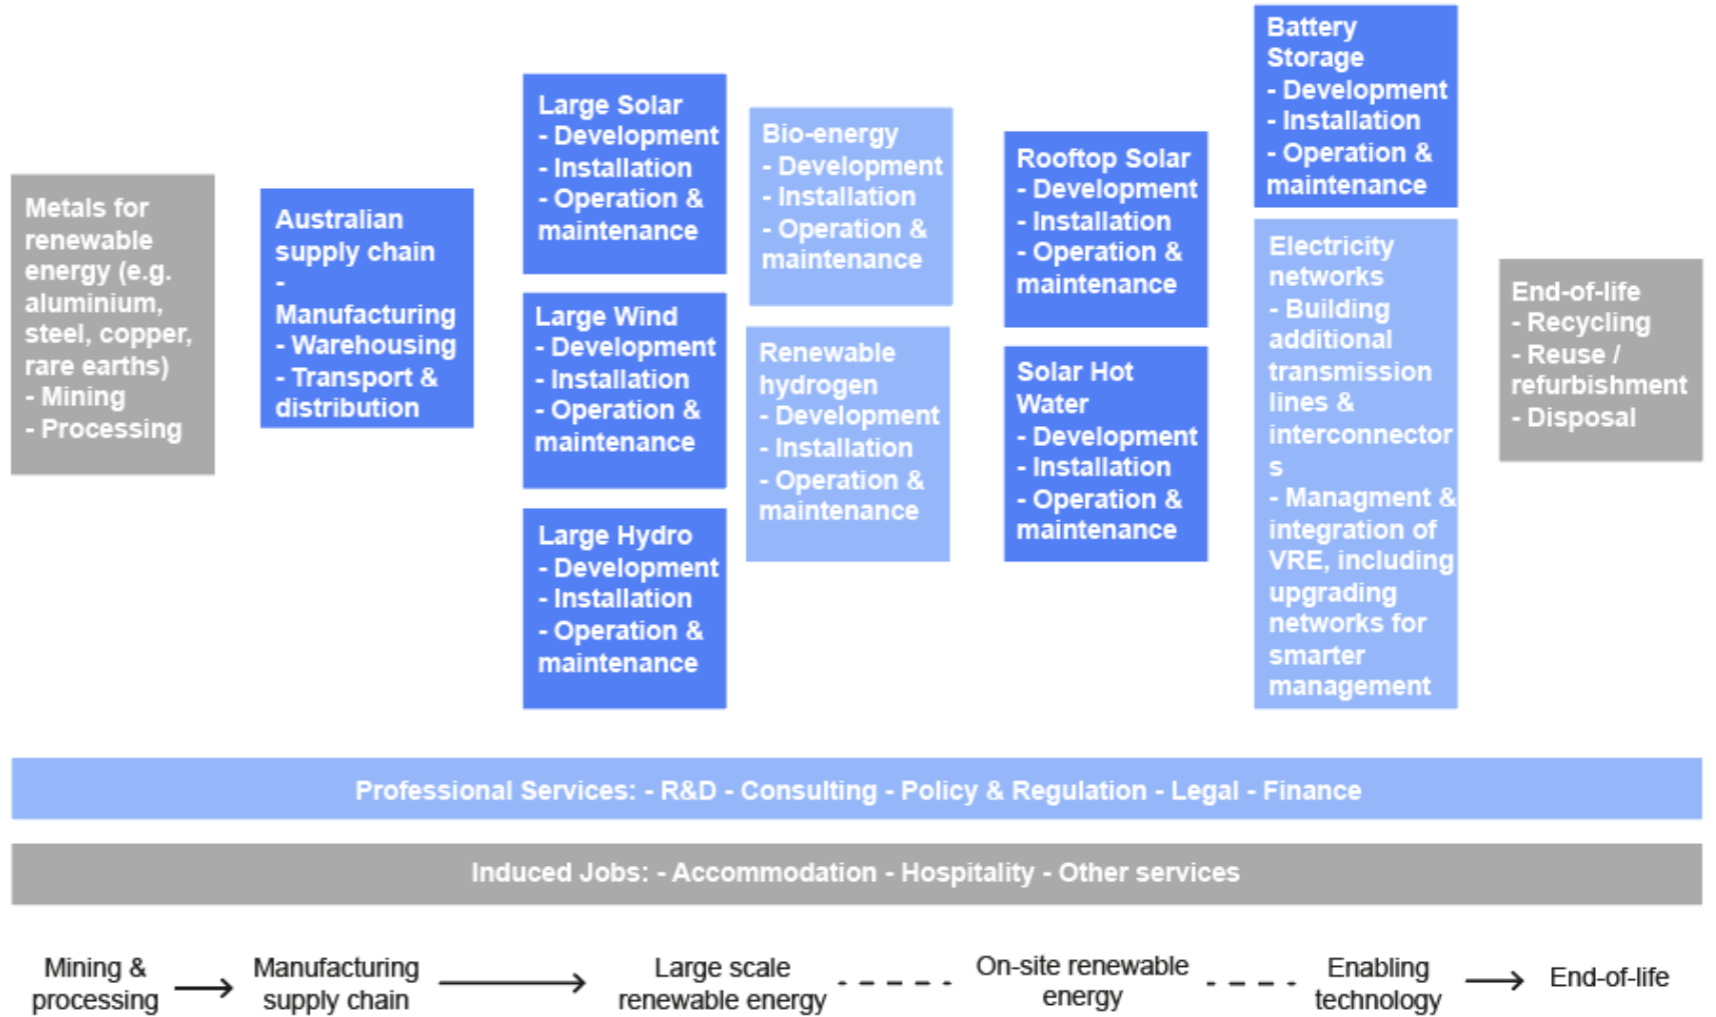 Metals for
renewable
energy (e.g.
aluminium,
steel, copper,
rare earths)
- Mining
- Processing
Australian
supply chain
-
Manufacturing
- Warehousing
- Transport &
distribution
Large Solar
- Development
- Installation
- Operation &
maintenance
Large Wind
- Development
- Installation
- Operation &
maintenance
Large Hydro
- Development
- Installation
- Operation &
maintenance
Bio-energy
- Development
- Installation
- Operation &
maintenance
Renewable
hydrogen
- Development
- Installation
- Operation &
maintenance
Rooftop Solar
- Development
- Installation
- Operation &
maintenance
Solar Hot
Water
- Development
- Installation
- Operation &
maintenance
Battery
Storage
- Development
- Installation
- Operation &
maintenance
Electricity
networks
- Building
additional
transmission
lines &
interconnector
s
- Managment &
integration of
VRE, including
upgrading
networks for
smarter
management
End-of-life
- Recycling
- Reuse /
refurbishment
- Disposal
Professional Services: - R&D - Consulting - Policy & Regulation - Legal - Finance
Induced Jobs: - Accommodation - Hospitality - Other services
Mining &
processing
Manufacturing
supply chain
Large scale
renewable energy
On-site renewable
energy
Enabling
technology
End-of-life